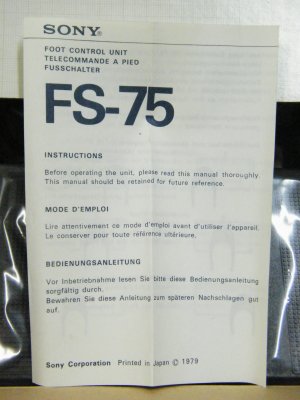 SONY®
FOOT CONTROL UNIT
TELECOMMANDE A PIED
FUSSCHALTER
FS-75
INSTRUCTIONS
Before operating the unit, please read this manual thoroughly.
This manual should be retained for future reference.
MODE D'EMPLOI
Lire attentivement ce mode d'emploi avant d'utiliser l'appareil.
Le conserver pour toute référence ultérieure.
BEDIENUNGSANLEITUNG
Vor Inbetriebnahme lesen Sie bitte diese Bedienungsanleitung
sorgfältig durch.
Bewahren Sie diese Anleitung zum späteren Nachschlagen gut
auf.
Sony Corporation Printed in Japan © 1979